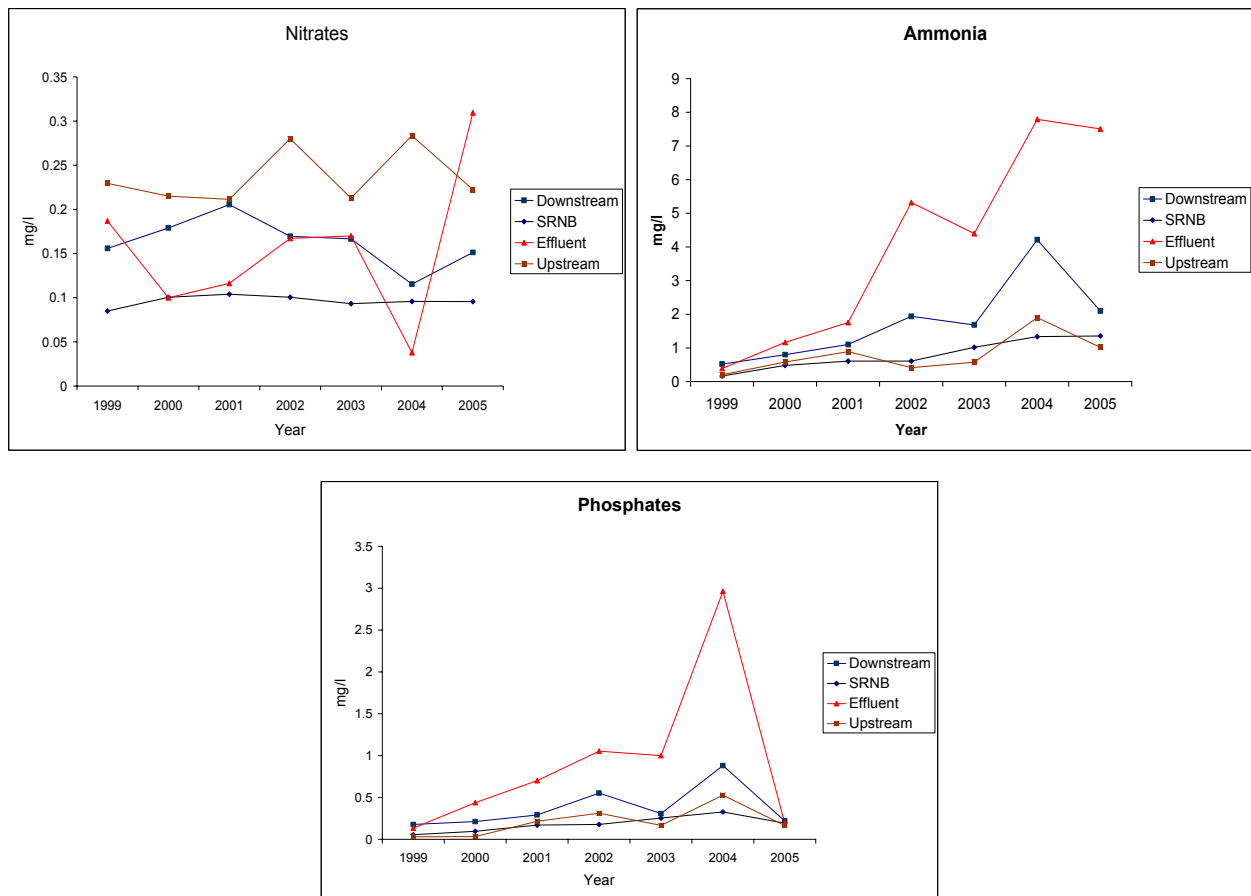 Nitrates
0.35
0.3
0.25
0.2
0.15
0.1
0.05
0
mg/l
1999 2000 2001 2002 2003 2004 2005
Year
Downstream
SRNB
Effluent
Upstream
Ammonia
9
8
7
6
5
4
3
2
1
0
mg/l
1999 2000 2001 2002 2003 2004 2005
Year
Downstream
SRNB
Effluent
Upstream
Phosphates
3.5
3
2.5
2
1.5
1
0.5
0
mg/l
1999 2000 2001 2002 2003 2004 2005
Year
Downstream
SRNB
Effluent
Upstream